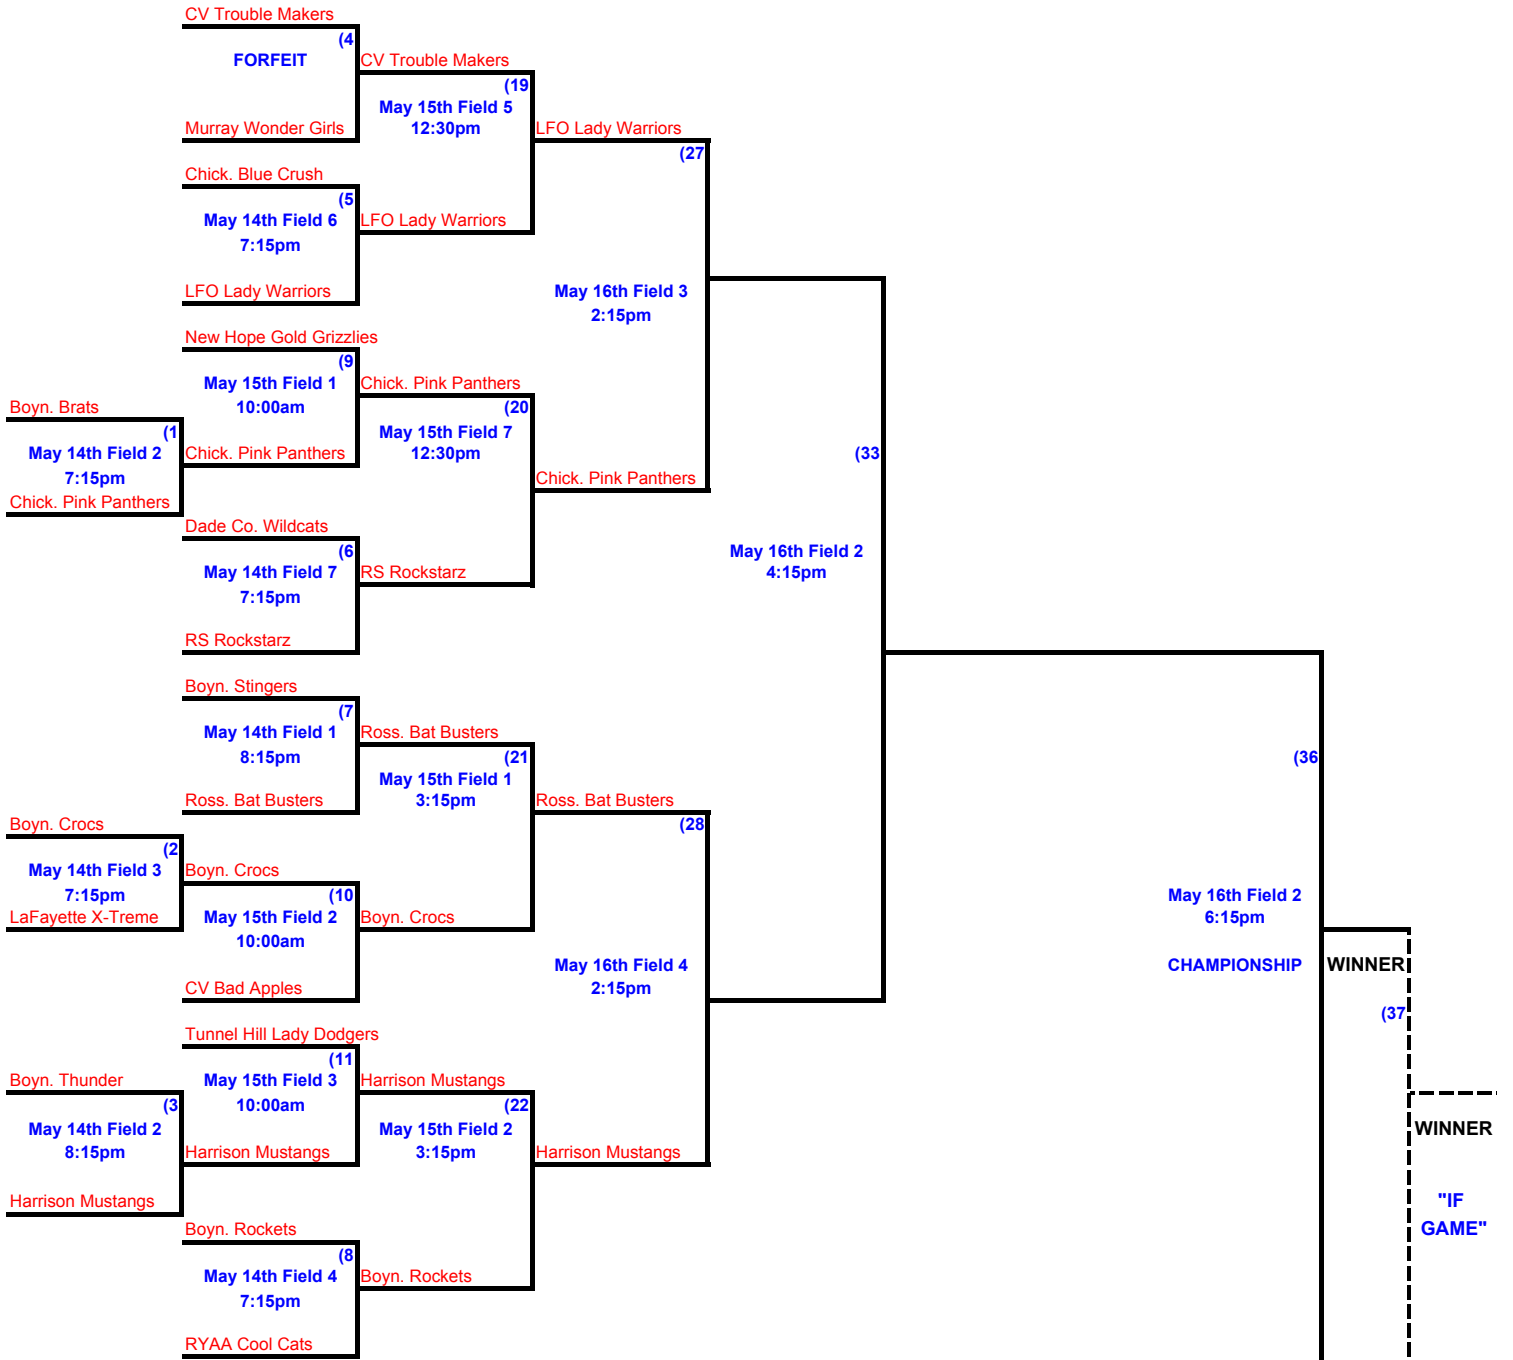 CV Trouble Makers
(4
FORFEIT
CV Trouble Makers
(19
May 15th Field 5
12:30pm
Murray Wonder Girls
LFO Lady Warriors
(27
Chick. Blue Crush
(5
May 14th Field 6
7:15pm
LFO Lady Warriors
LFO Lady Warriors
May 16th Field 3
2:15pm
New Hope Gold Grizzlies
(9
May 15th Field 1
10:00am
Chick. Pink Panthers
(20
May 15th Field 7
12:30pm
Boyn. Brats
(1
May 14th Field 2
7:15pm
Chick. Pink Panthers
Chick. Pink Panthers
Chick. Pink Panthers
(33
May 16th Field 2
4:15pm
Dade Co. Wildcats
(6
May 14th Field 7
7:15pm
RS Rockstarz
RS Rockstarz
Boyn. Stingers
(7
May 14th Field 1
8:15pm
Ross. Bat Busters
(21
May 15th Field 1
3:15pm
Ross. Bat Busters
Ross. Bat Busters
(28
(36
Boyn. Crocs
(2
May 14th Field 3
7:15pm
LaFayette X-Treme
Boyn. Crocs
(10
May 15th Field 2
10:00am
Boyn. Crocs
CV Bad Apples
May 16th Field 4
2:15pm
May 16th Field 2
6:15pm
CHAMPIONSHIP
WINNER
(37
Tunnel Hill Lady Dodgers
(11
May 15th Field 3
10:00am
Harrison Mustangs
(22
May 15th Field 2
3:15pm
Boyn. Thunder
(3
May 14th Field 2
8:15pm
Harrison Mustangs
Harrison Mustangs
Harrison Mustangs
WINNER
"IF
GAME"
Boyn. Rockets
(8
May 14th Field 4
7:15pm
Boyn. Rockets
RYAA Cool Cats